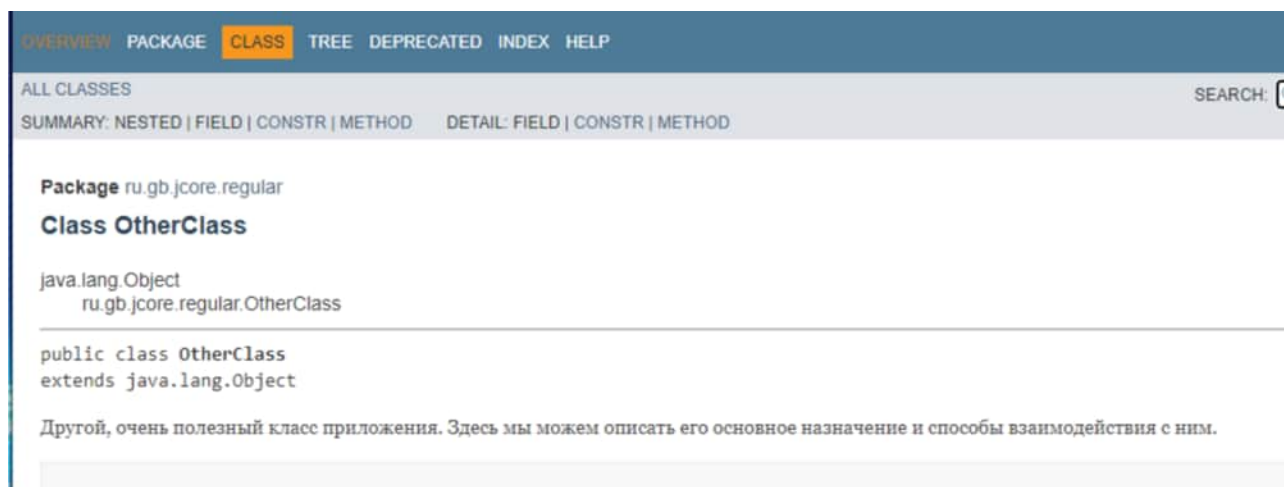 OVERVIEW PACKAGE CLASS TREE DEPRECATED INDEX HELP
ALL CLASSES
SEARCH:
SUMMARY: NESTED | FIELD | CONSTR | METHOD DETAIL: FIELD | CONSTR | METHOD
Package ru.gb.jcore.regular
Class OtherClass
java.lang.Object
ru.gb.jcore.regular.OtherClass
public class OtherClass
extends java.lang.Object
Другой, очень полезный класс приложения. Здесь мы можем описать его основное назначение и способы взаимодействия с ним.